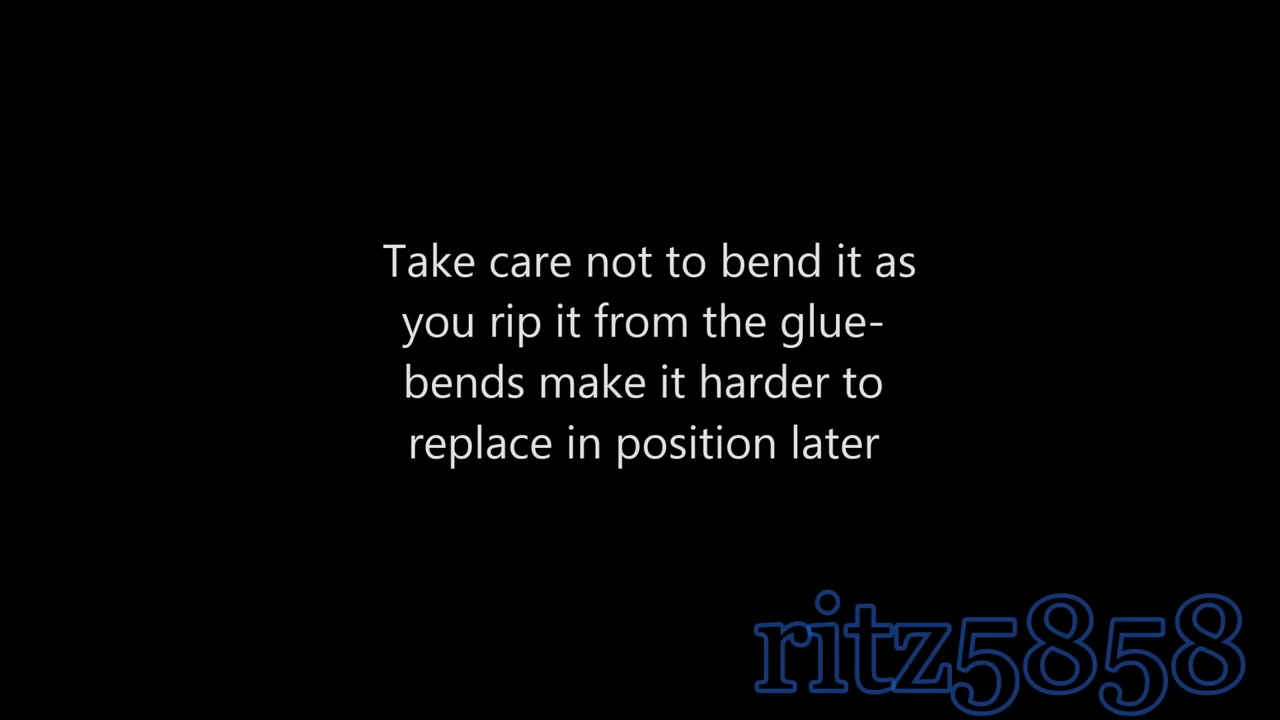 Take care not to bend it as
you rip it from the glue-
bends make it harder to
replace in position later
ritz5858